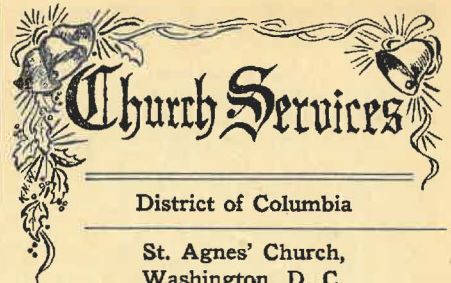 Church Services
District of Columbia
St. Agnes' Church,
Washington, D. C.